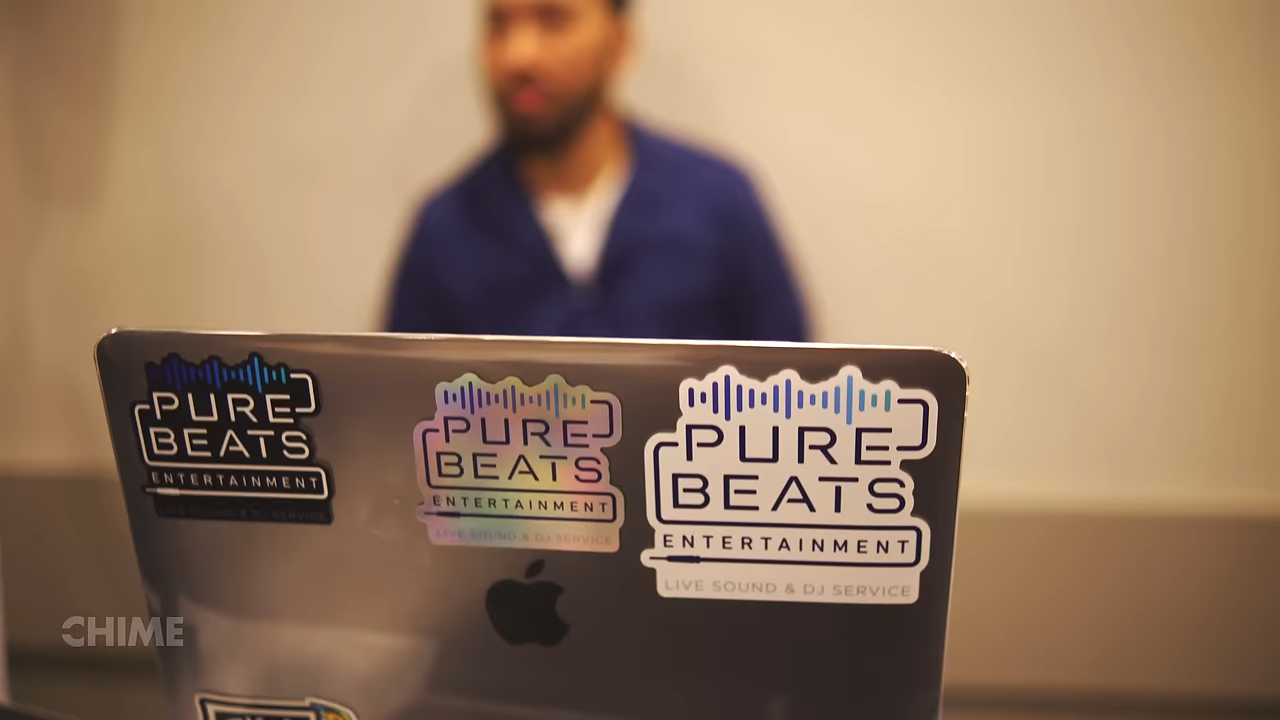 PURE
BEATS
ENTERTAINMENT
LIVE SOUND & DJ SERVICE
PURE
BEATS
ENTERTAINMENT
LIVE SOUND & DJ SERVICE
PURE
BEATS
ENTERTAINMENT
LIVE SOUND & DJ SERVICE
CHIME